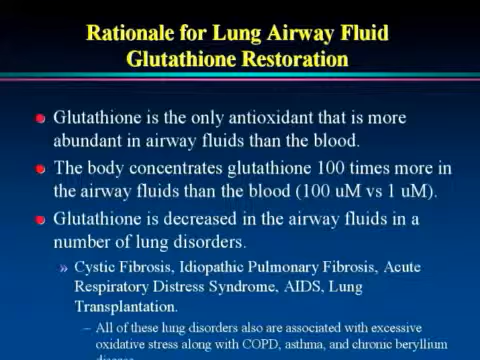 Rationale for Lung Airway Fluid
Glutathione Restoration
Glutathione is the only antioxidant that is more
abundant in airway fluids than the blood.
The body concentrates glutathione 100 times more in
the airway fluids than the blood (100 uM vs 1 uM).
Glutathione is decreased in the airway fluids in a
number of lung disorders.
» Cystic Fibrosis, Idiopathic Pulmonary Fibrosis, Acute
Respiratory Distress Syndrome, AIDS, Lung
Transplantation.
– All of these lung disorders also are associated with excessive
oxidative stress along with COPD, asthma, and chronic beryllium